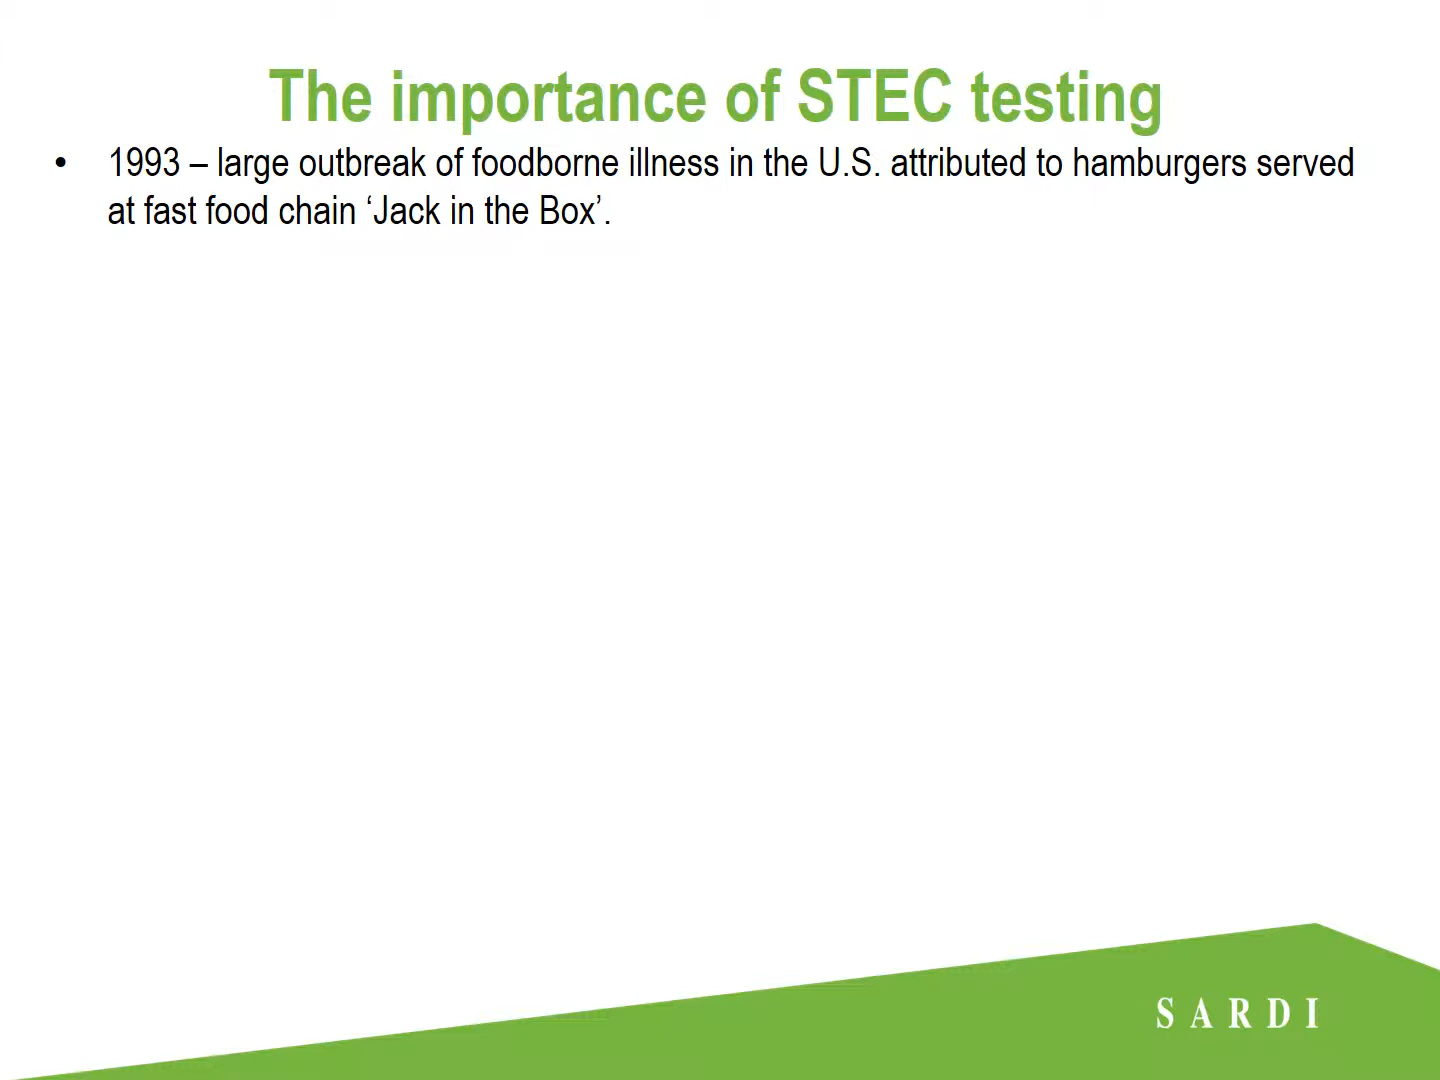 The importance of STEC testing
• 1993 – large outbreak of foodborne illness in the U.S. attributed to hamburgers served
at fast food chain ‘Jack in the Box’.
SARDI